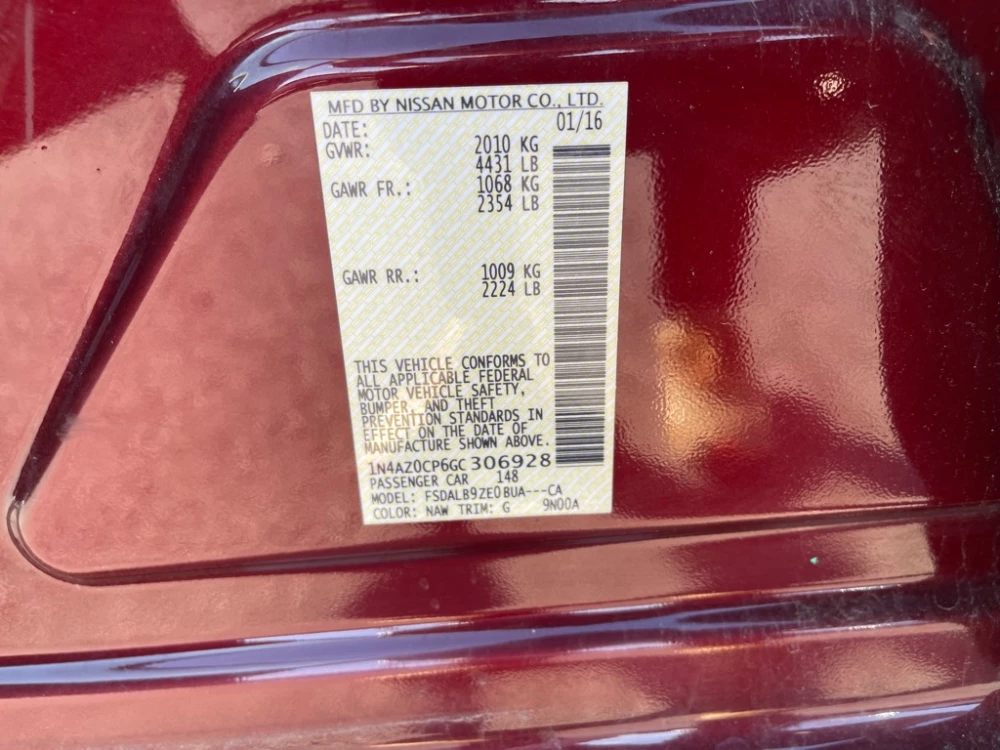 MFD BY NISSAN MOTOR CO., LTD.
DATE: 01/16
GVWR: 2010 KG
4431 LB
GAWR FR.: 1068 KG
2354 LB
GAWR RR.: 1009 KG
2224 LB
THIS VEHICLE CONFORMS TO
ALL APPLICABLE FEDERAL
MOTOR VEHICLE SAFETY,
BUMPER, AND THEFT
PREVENTION STANDARDS IN
EFFECT ON THE DATE OF
MANUFACTURE SHOWN ABOVE.
1N4AZ0CP6GC 306928
PASSENGER CAR 148
MODEL: FSDALB9ZE0BUA---CA
COLOR: NAW TRIM: G 9N00A